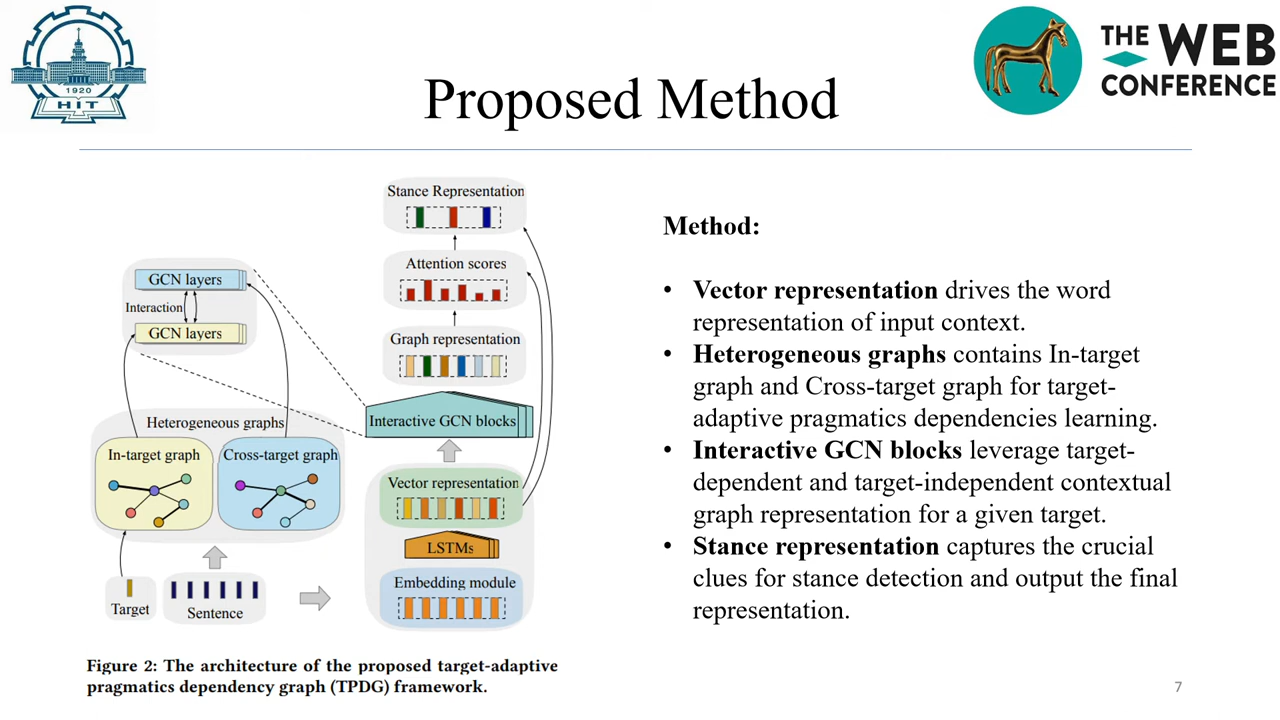 1920
HIT
THE WEB
CONFERENCE
Proposed Method
Stance Representation
Attention scores
Graph representation
Interactive GCN blocks
GCN layers
Interaction
GCN layers
Heterogeneous graphs
In-target graph
Cross-target graph
Vector representation
LSTMs
Embedding module
Target
Sentence
Figure 2: The architecture of the proposed target-adaptive
pragmatics dependency graph (TPDG) framework.
Method:
• Vector representation drives the word
representation of input context.
• Heterogeneous graphs contains In-target
graph and Cross-target graph for target-
adaptive pragmatics dependencies learning.
• Interactive GCN blocks leverage target-
dependent and target-independent contextual
graph representation for a given target.
• Stance representation captures the crucial
clues for stance detection and output the final
representation.
7